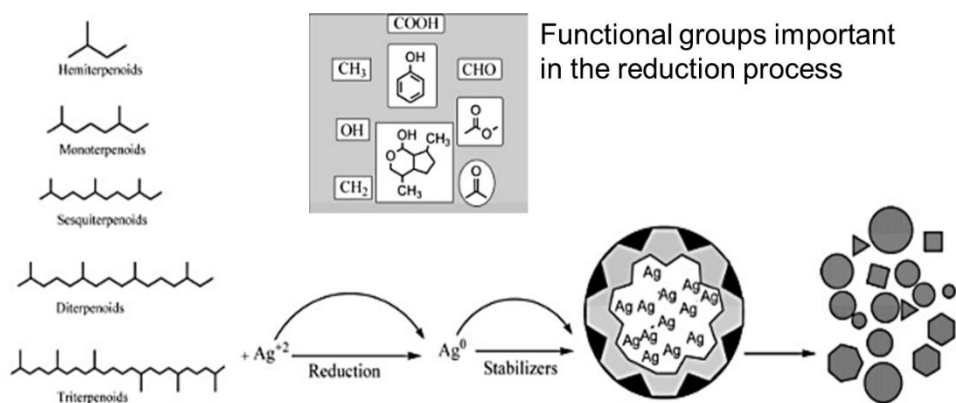 COOH
Functional groups important
in the reduction process
CH3
OH
CHO
Hemiterpenoids
OH
O
O
OH
CH3
O
Monoterpenoids
CH2
CH3
O
Sesquiterpenoids
Diterpenoids
Triterpenoids
+ Ag+2
Reduction
Ag0
Stabilizers
Ag
Ag
Ag
Ag
Ag
Ag
Ag
Ag
Ag
Ag
Ag
Ag
Ag